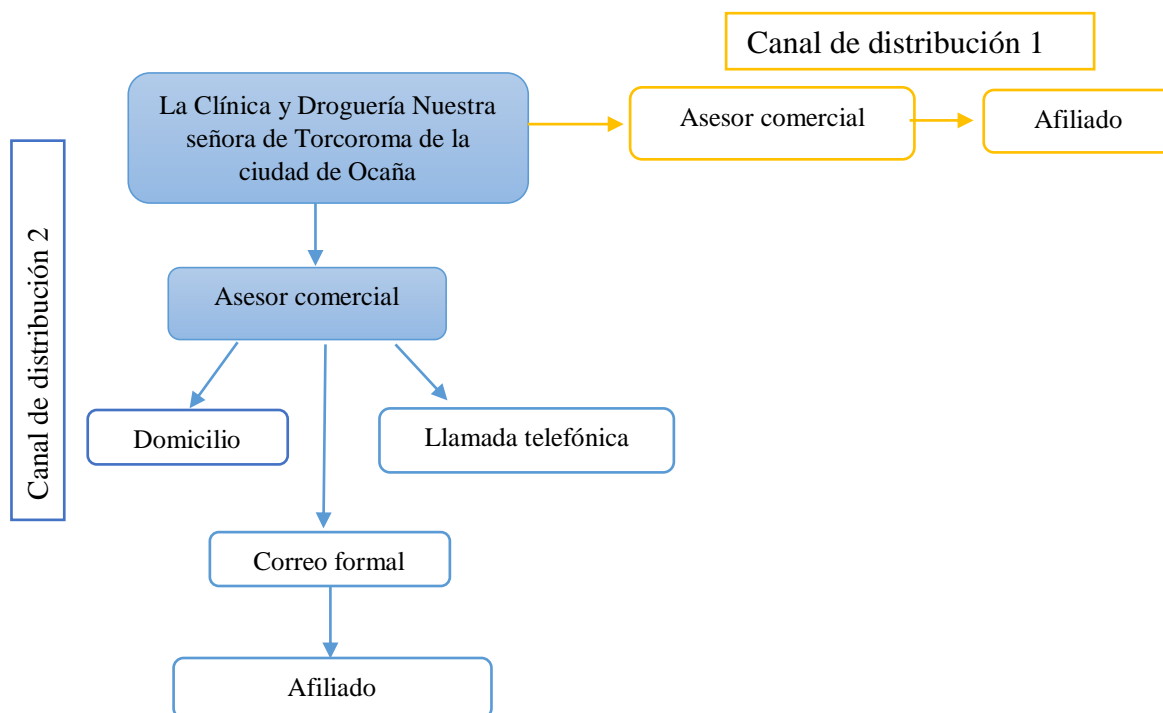 Canal de distribución 1
La Clínica y Droguería Nuestra
señora de Torcoroma de la
ciudad de Ocaña
Asesor comercial
Afiliado
Canal de distribución 2
Asesor comercial
Domicilio
Llamada telefónica
Correo formal
Afiliado